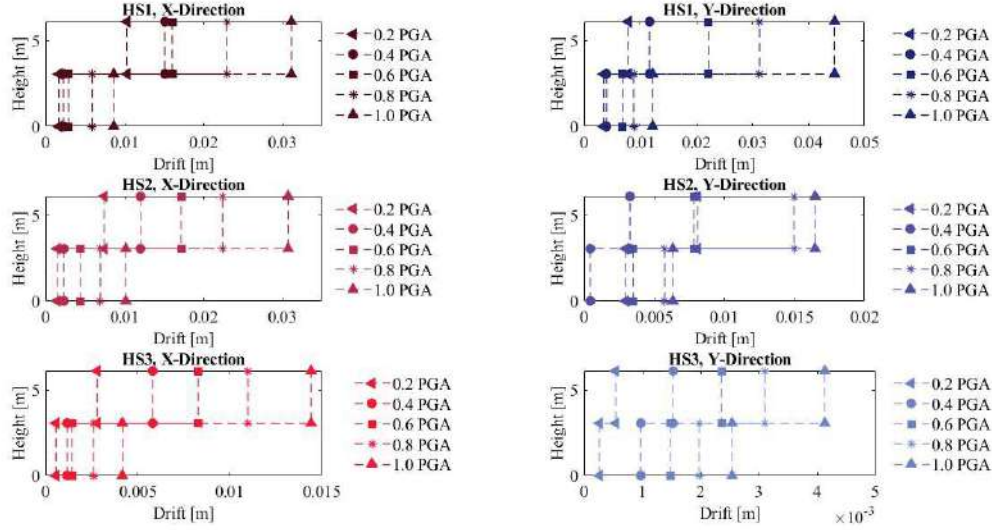 HS1, X-Direction
Height [m]
5
0
0 0.01 0.02 0.03
Drift [m]
0.2 PGA
0.4 PGA
0.6 PGA
0.8 PGA
1.0 PGA
HS1, Y-Direction
Height [m]
5
0
0 0.01 0.02 0.03 0.04 0.05
Drift [m]
0.2 PGA
0.4 PGA
0.6 PGA
0.8 PGA
1.0 PGA
HS2, X-Direction
Height [m]
5
0
0 0.01 0.02 0.03
Drift [m]
0.2 PGA
0.4 PGA
0.6 PGA
0.8 PGA
1.0 PGA
HS2, Y-Direction
Height [m]
5
0
0 0.005 0.01 0.015 0.02
Drift [m]
0.2 PGA
0.4 PGA
0.6 PGA
0.8 PGA
1.0 PGA
HS3, X-Direction
Height [m]
5
0
0 0.005 0.01 0.015
Drift [m]
0.2 PGA
0.4 PGA
0.6 PGA
0.8 PGA
1.0 PGA
HS3, Y-Direction
Height [m]
5
0
0 1 2 3 4 5
Drift [m]
×10⁻³
0.2 PGA
0.4 PGA
0.6 PGA
0.8 PGA
1.0 PGA